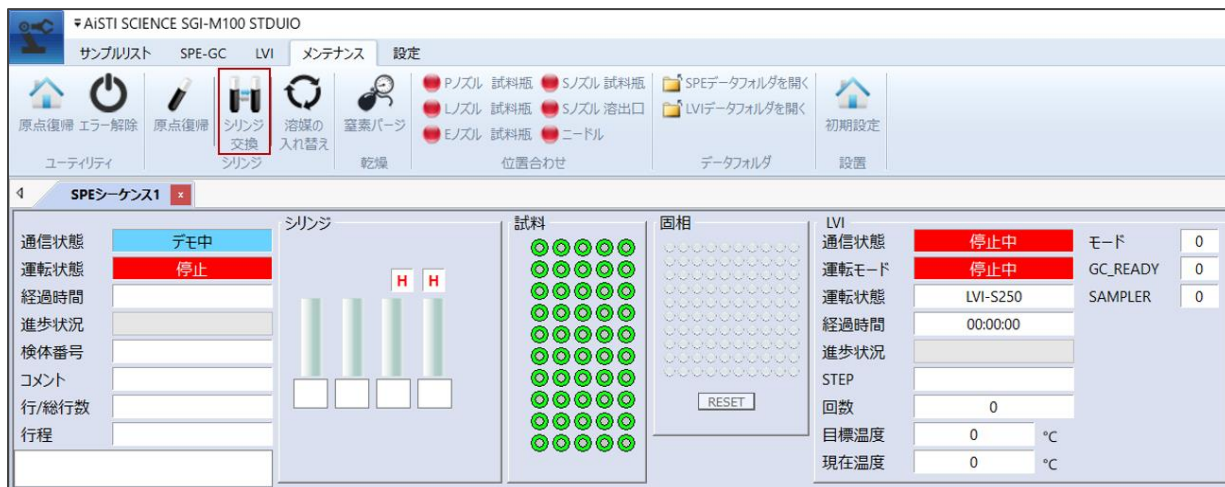 AiSTI SCIENCE SGI-M100 STDUIO
サンプルリスト SPE-GC LVI メンテナンス 設定
原点復帰 エラー解除 原点復帰 シリンジ交換 溶媒の入れ替え 窒素パージ
Pノズル 試料瓶 Sノズル 試料瓶
Lノズル 試料瓶 Sノズル 溶出口
Eノズル 試料瓶 ニードル
SPEデータフォルダを開く
LVIデータフォルダを開く
初期設定
ユーティリティ シリンジ 乾燥 位置合わせ データフォルダ 設置
SPEシーケンス1 x
通信状態 デモ中
運転状態 停止
経過時間
進歩状況
検体番号
コメント
行/総行数
行程
シリンジ
H H
試料
固相
RESET
LVI
通信状態 停止中 モード 0
運転モード 停止中 GC_READY 0
運転状態 LVI-S250 SAMPLER 0
経過時間 00:00:00
進歩状況
STEP
回数 0
目標温度 0 °C
現在温度 0 °C